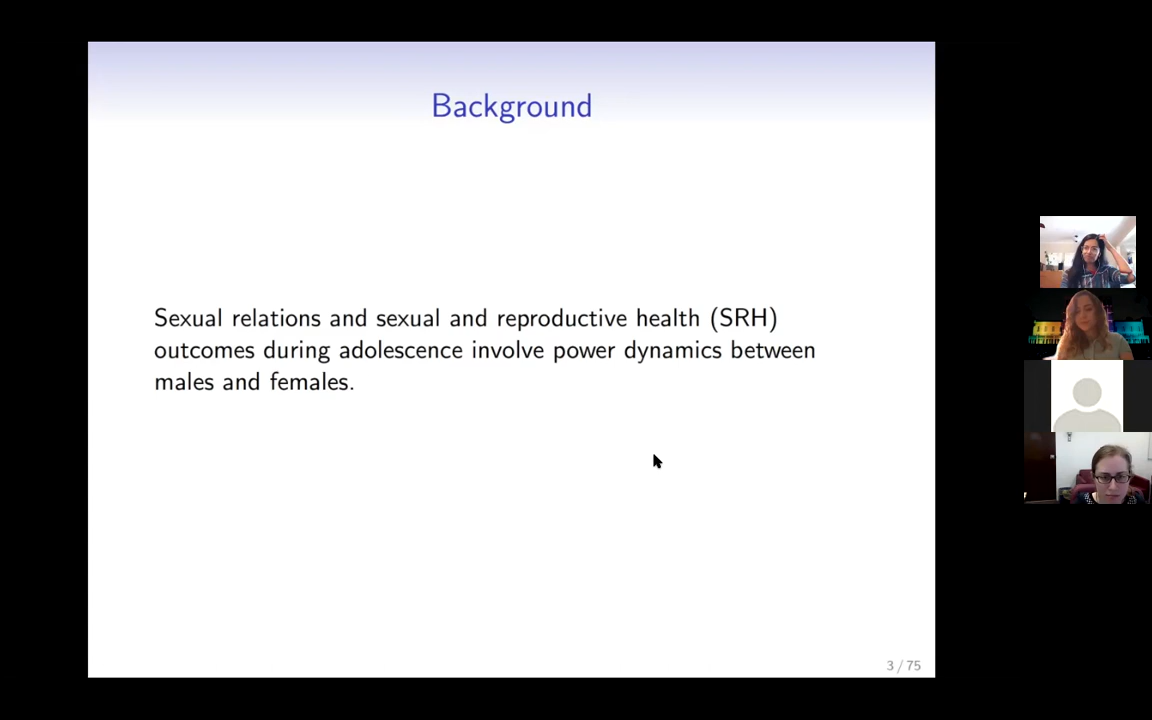 Background
Sexual relations and sexual and reproductive health (SRH)
outcomes during adolescence involve power dynamics between
males and females.
3 / 75